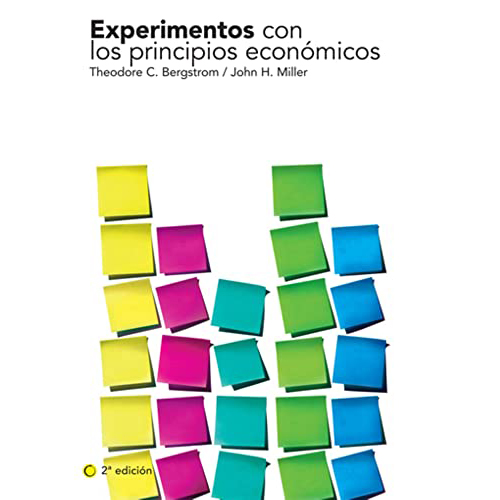 Experimentos con
los principios económicos
Theodore C. Bergstrom / John H. Miller
2ª edición